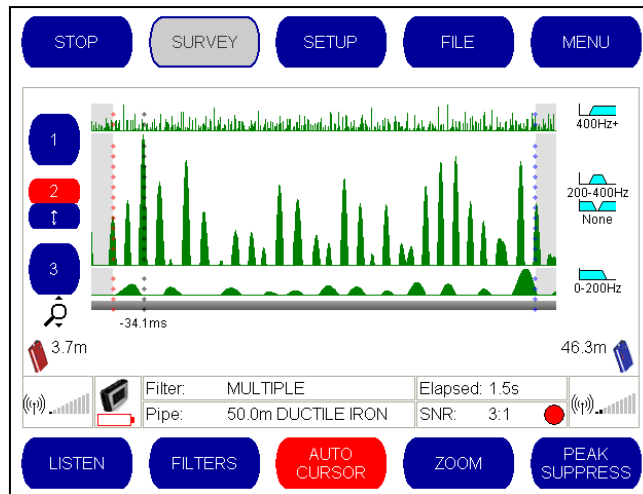 STOP SURVEY SETUP FILE MENU
400Hz+
1
200-400Hz
2
None
3
0-200Hz
-34.1ms
3.7m 46.3m
Filter: MULTIPLE Elapsed: 1.5s
Pipe: 50.0m DUCTILE IRON SNR: 3:1
LISTEN FILTERS AUTO CURSOR ZOOM PEAK SUPPRESS